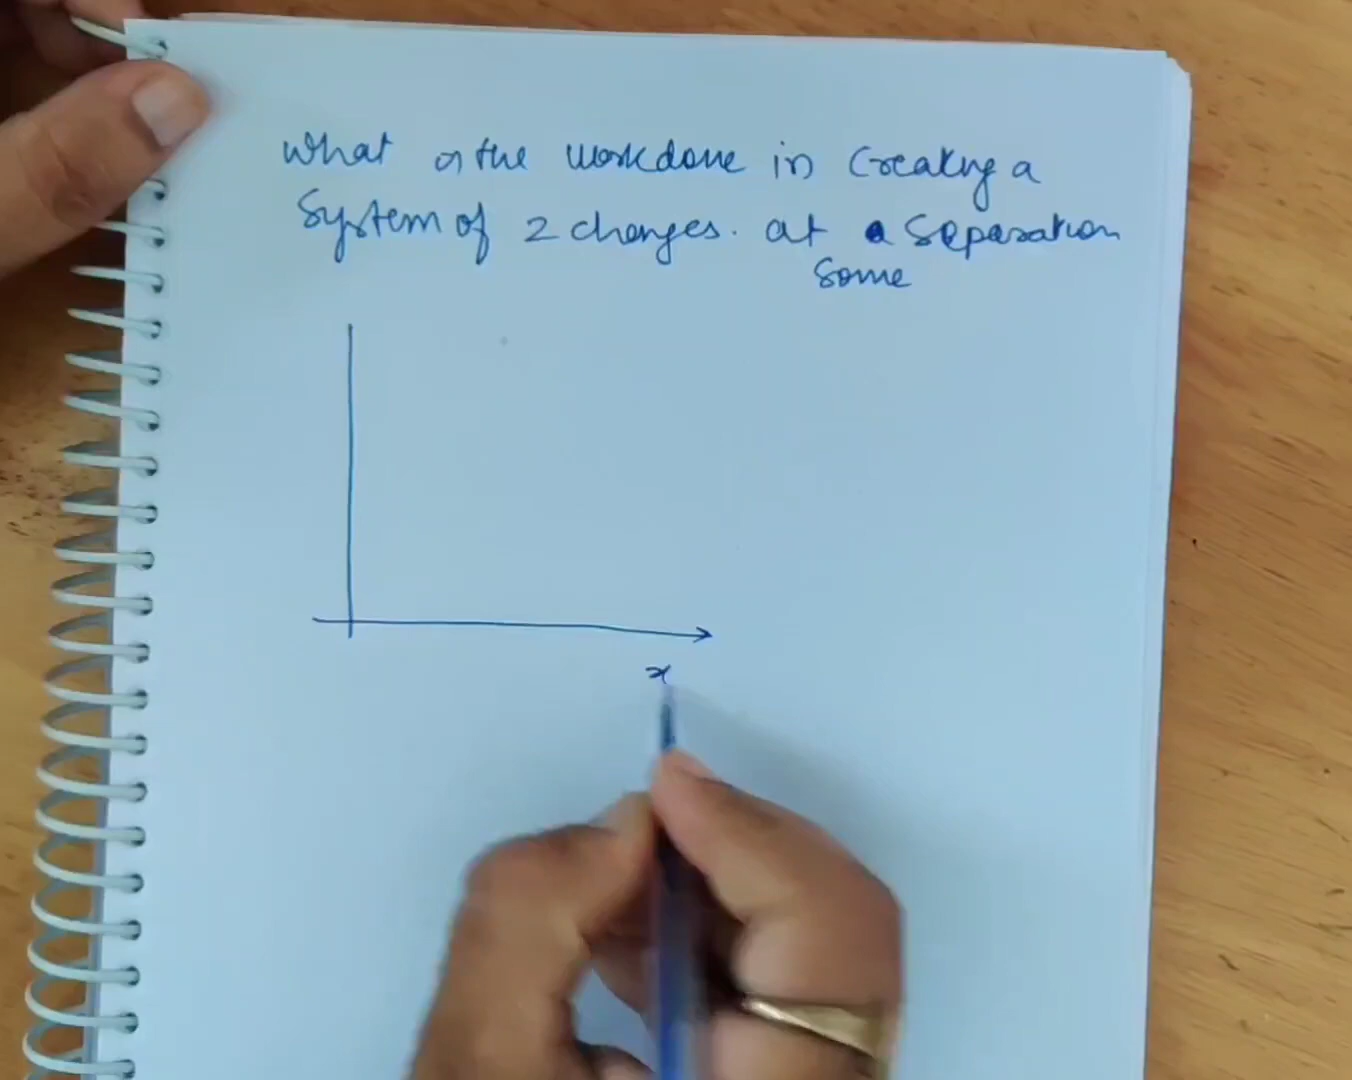 What is the workdone in Creating a
System of 2 charges. at a Separation
Some
x